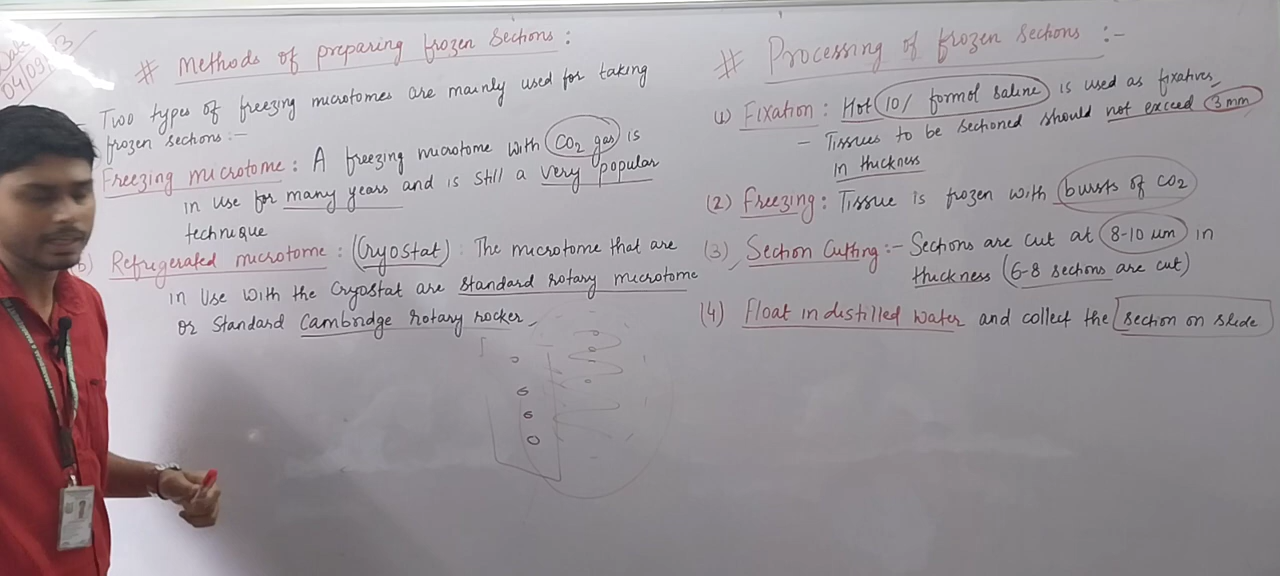 Date
04/09/
3
# Methods of preparing frozen Sections :
Two types of freezing microtomes are mainly used for taking
frozen sections :-
Freezing microtome : A freezing microtome with CO2 gas is
in use for many years and is still a very popular
technique
b) Refrigerated microtome : (Cryostat) : The microtome that are
in Use with the Cryostat are standard rotary microtome
or Standard Cambridge rotary rocker
# Processing of frozen sections :-
(1) Fixation : Hot 10/ formol saline is used as fixatives
- Tissues to be sectioned should not exceed 3mm
in thickness
(2) Freezing : Tissue is frozen with bursts of CO2
(3) Section Cutting :- Sections are cut at 8-10 µm in
thickness (6-8 sections are cut)
(4) Float in distilled water and collect the section on slide